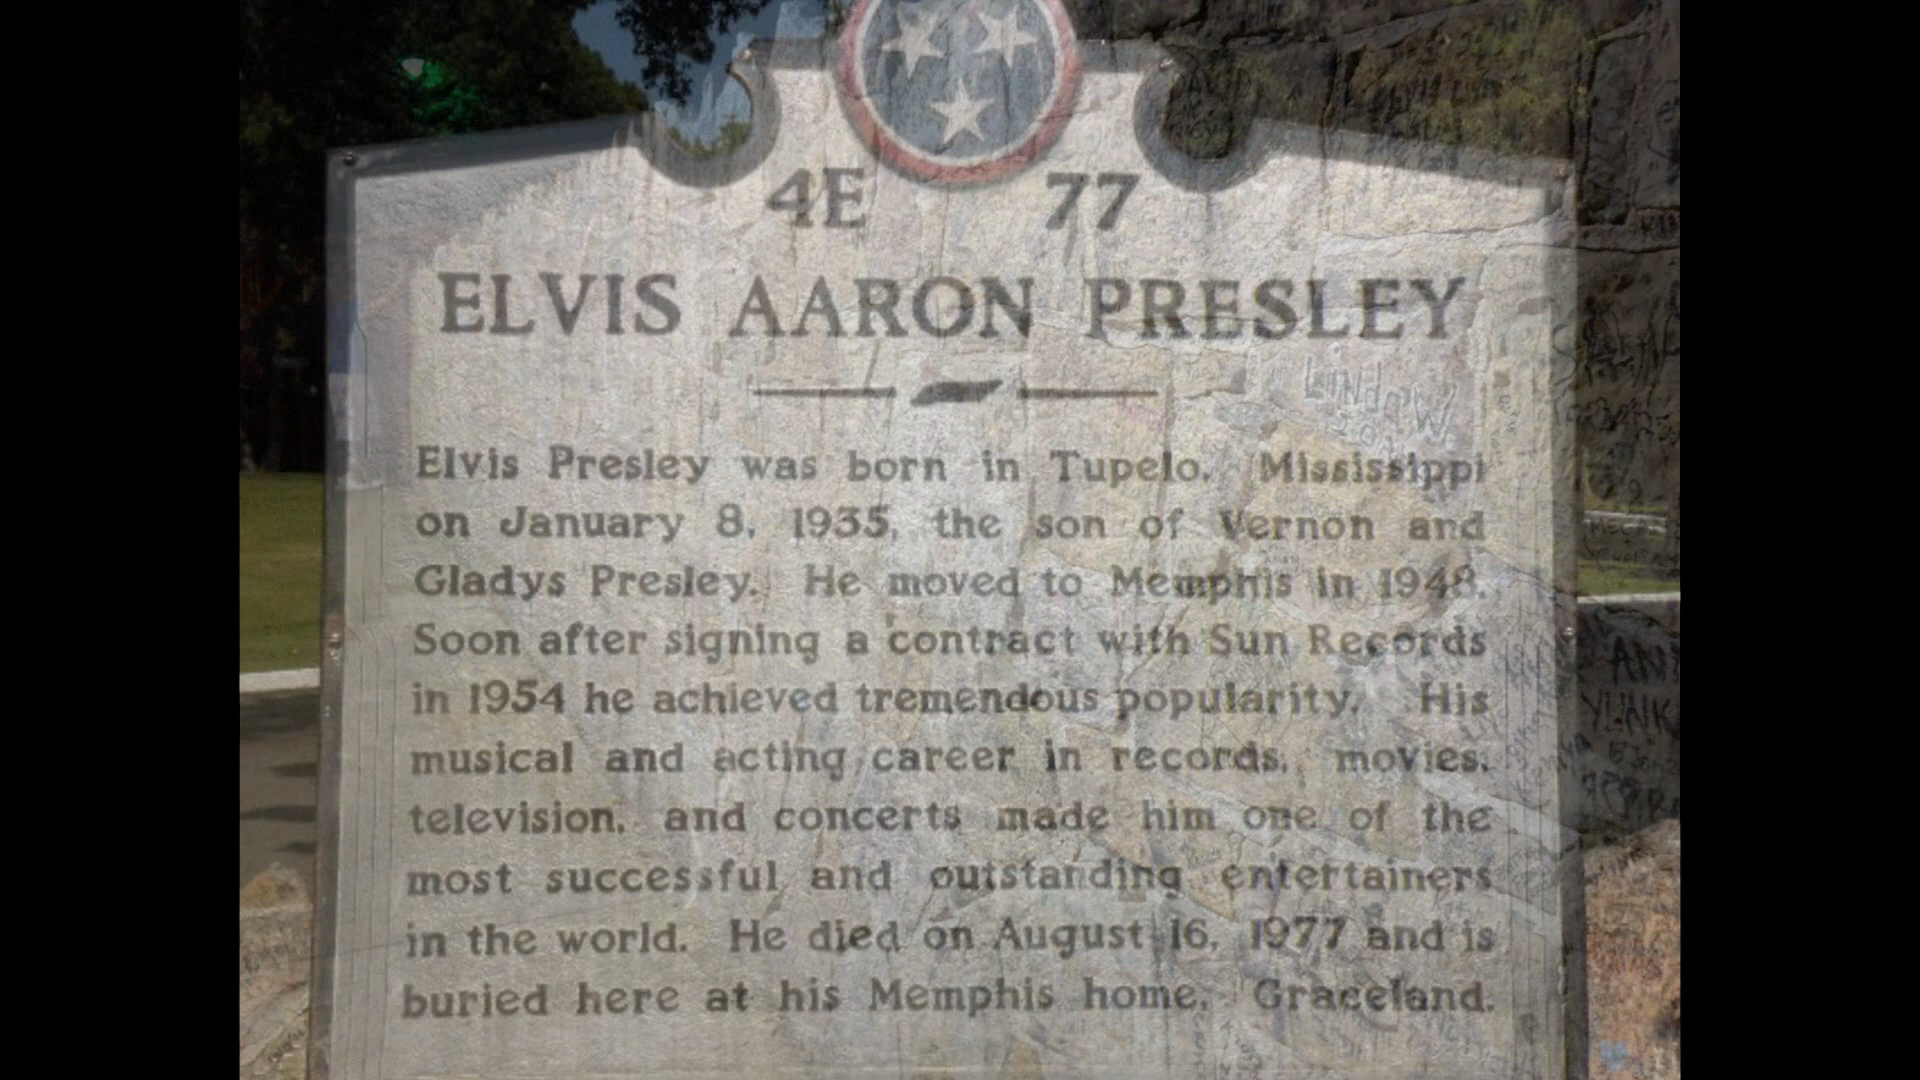 4E 77
ELVIS AARON PRESLEY
Elvis Presley was born in Tupelo, Mississippi
on January 8, 1935, the son of Vernon and
Gladys Presley. He moved to Memphis in 1948.
Soon after signing a contract with Sun Records
in 1954 he achieved tremendous popularity. His
musical and acting career in records, movies,
television, and concerts made him one of the
most successful and outstanding entertainers
in the world. He died on August 16, 1977 and is
buried here at his Memphis home, Graceland.
LINDOW
AN
YLINK